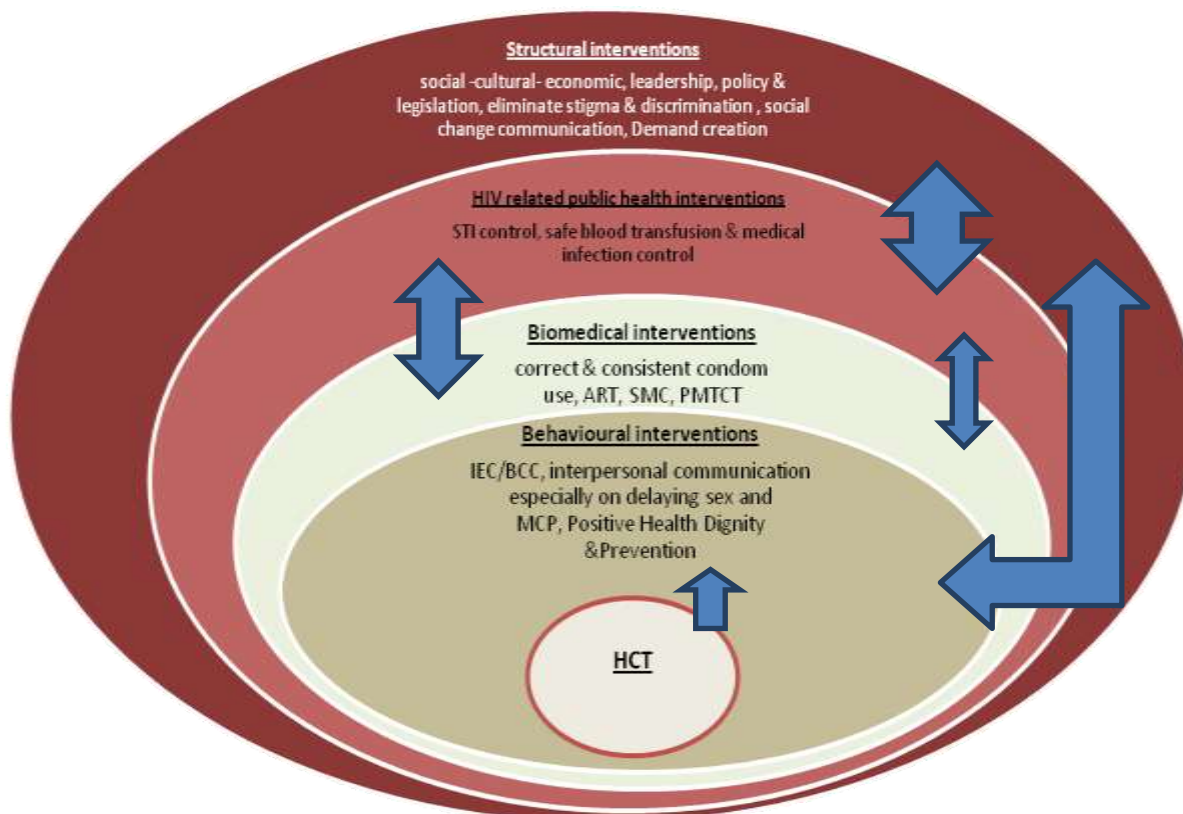 Structural interventions
social -cultural- economic, leadership, policy &
legislation, eliminate stigma & discrimination , social
change communication, Demand creation
HIV related public health interventions
STI control, safe blood transfusion & medical
infection control
Biomedical interventions
correct & consistent condom
use, ART, SMC, PMTCT
Behavioural interventions
IEC/BCC, interpersonal communication
especially on delaying sex and
MCP, Positive Health Dignity
&Prevention
HCT